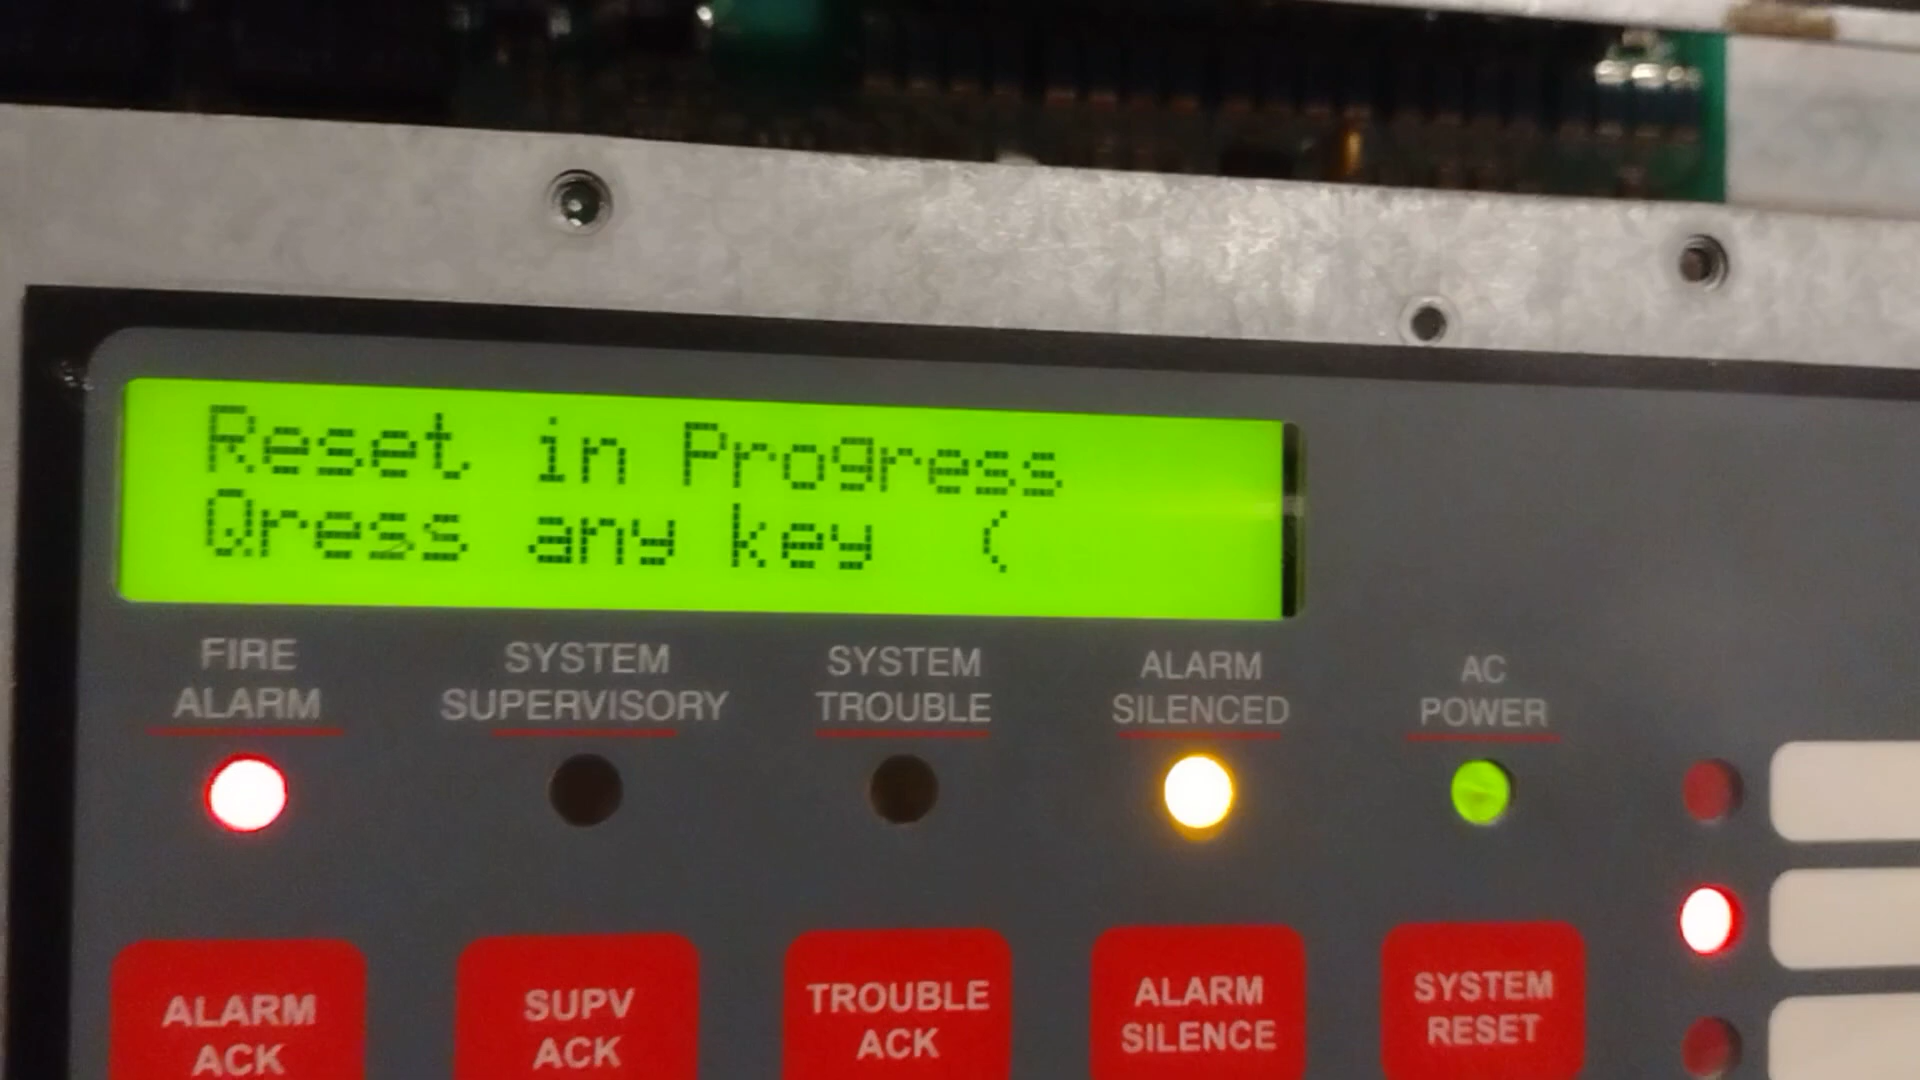 Reset in Progress
Qress any key (
FIRE
ALARM
SYSTEM
SUPERVISORY
SYSTEM
TROUBLE
ALARM
SILENCED
AC
POWER
ALARM
ACK
SUPV
ACK
TROUBLE
ACK
ALARM
SILENCE
SYSTEM
RESET